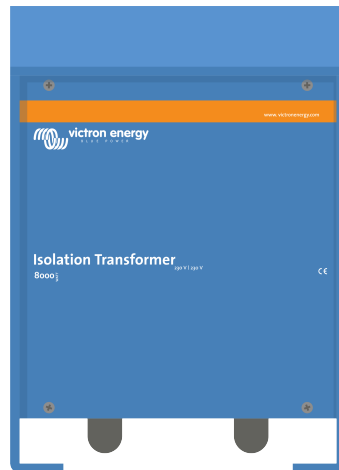 www.victronenergy.com
victron energy
BLUE POWER
Isolation Transformer
230 V | 230 V
8000
CE